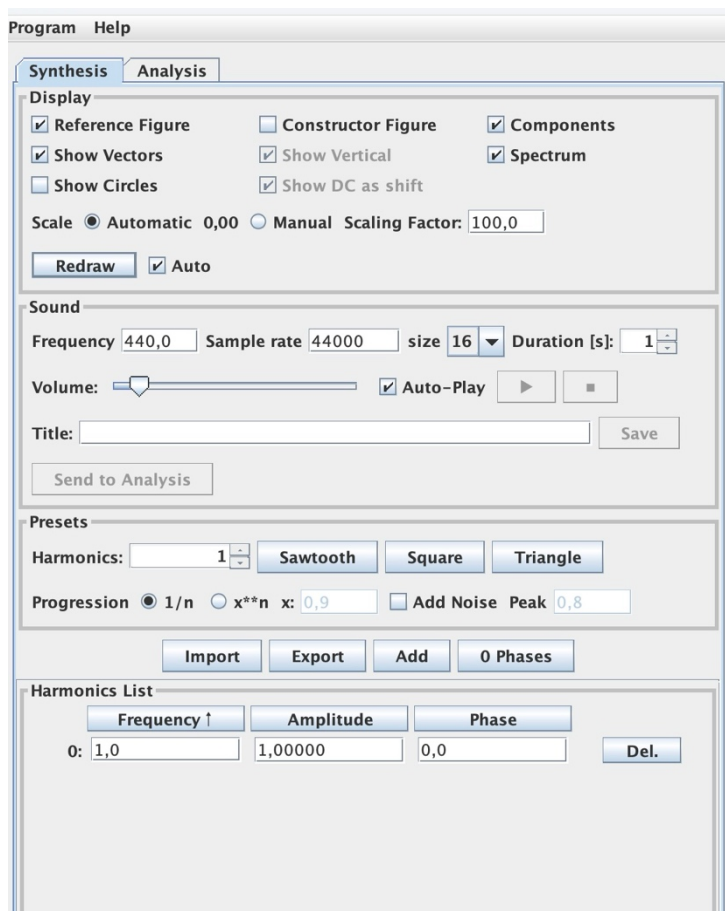 Program Help
Synthesis Analysis
Display
Reference Figure Constructor Figure Components
Show Vectors Show Vertical Spectrum
Show Circles Show DC as shift
Scale Automatic 0,00 Manual Scaling Factor: 100,0
Redraw Auto
Sound
Frequency 440,0 Sample rate 44000 size 16 Duration [s]: 1
Volume: Auto-Play
Title: Save
Send to Analysis
Presets
Harmonics: 1 Sawtooth Square Triangle
Progression 1/n x**n x: 0,9 Add Noise Peak 0,8
Import Export Add 0 Phases
Harmonics List
Frequency↑ Amplitude Phase
0: 1,0 1,00000 0,0 Del.